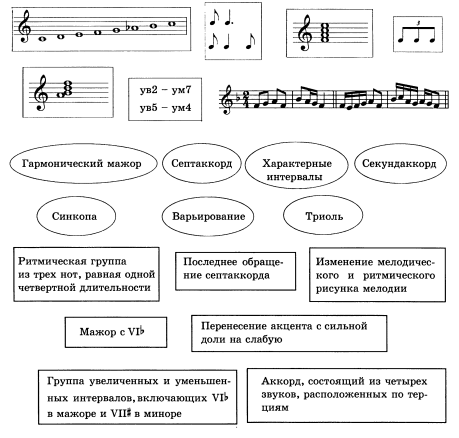 3
ув2 – ум7
ув5 – ум4
2
4
Гармонический мажор
Септаккорд
Характерные
интервалы
Секундаккорд
Синкопа
Варьирование
Триоль
Ритмическая группа
из трех нот, равная одной
четвертной длительности
Последнее обраще-
ние септаккорда
Изменение мелодичес-
кого и ритмического
рисунка мелодии
Мажор с VI♭
Перенесение акцента с сильной
доли на слабую
Группа увеличенных и уменьшен-
ных интервалов, включающих VI♭
в мажоре и VII♯ в миноре
Аккорд, состоящий из четырех
звуков, расположенных по тер-
циям